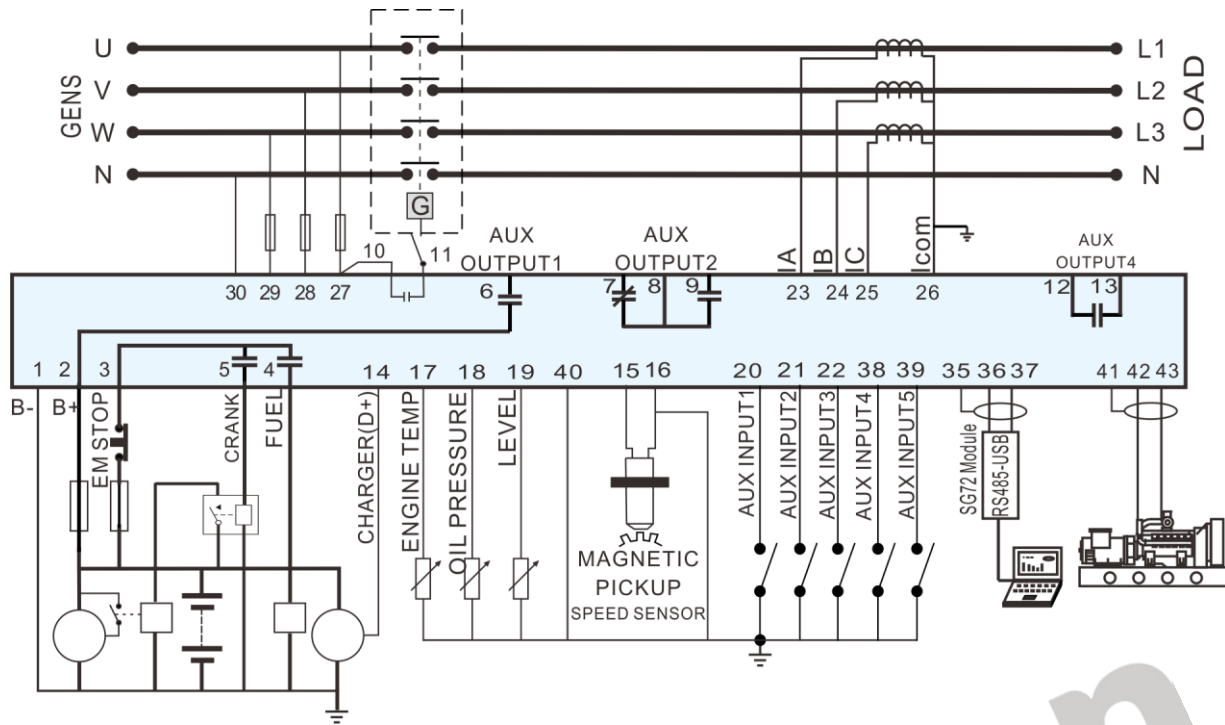 U
L1
GENS
V
L2
LOAD
W
L3
N
N
G
10
11
AUX
OUTPUT1
AUX
OUTPUT2
IA
IB
IC
Icom
AUX
OUTPUT4
30
29
28
27
6
7
8
9
23
24
25
26
12
13
1
2
3
5
4
14
17
18
19
40
15
16
20
21
22
38
39
35
36
37
41
42
43
B-
B+
EM STOP
CRANK
FUEL
CHARGER(D+)
ENGINE TEMP
OIL PRESSURE
LEVEL
MAGNETIC
PICKUP
SPEED SENSOR
AUX INPUT1
AUX INPUT2
AUX INPUT3
AUX INPUT4
AUX INPUT5
SG72 Module
RS485-USB